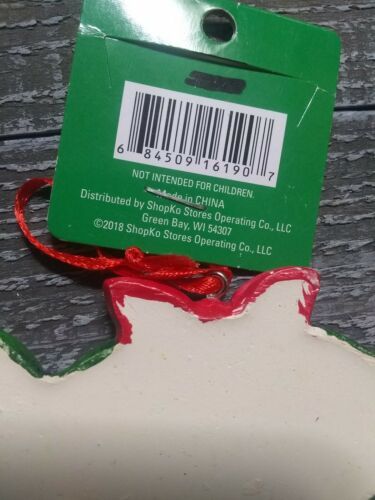 6 84509 16190 7
NOT INTENDED FOR CHILDREN.
Made in CHINA
Distributed by ShopKo Stores Operating Co., LLC
Green Bay, WI 54307
©2018 ShopKo Stores Operating Co., LLC